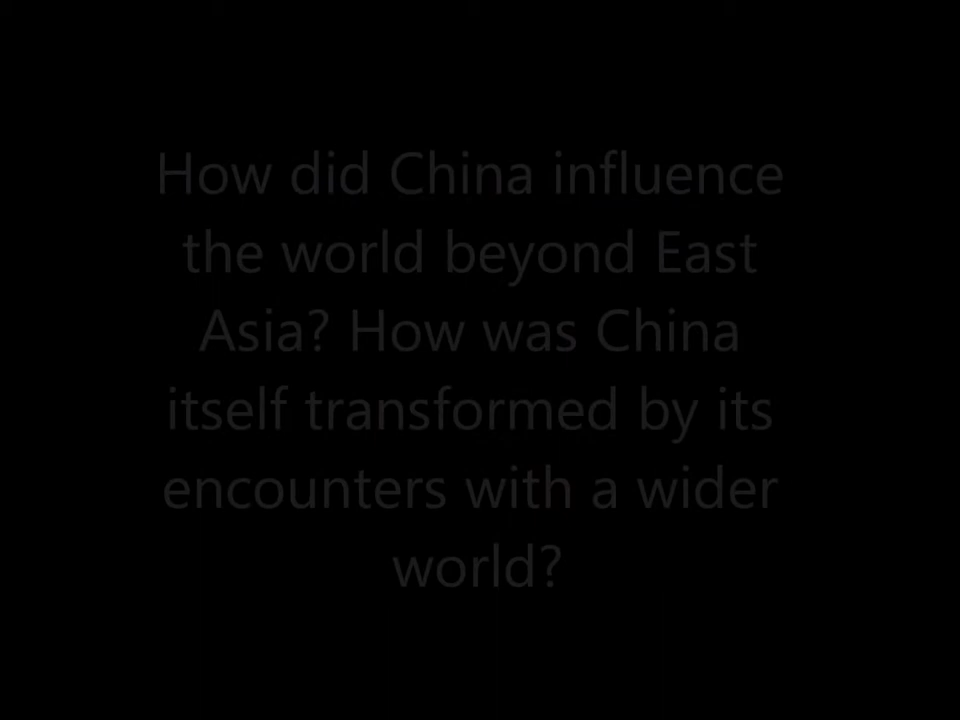 How did China influence
the world beyond East
Asia? How was China
itself transformed by its
encounters with a wider
world?